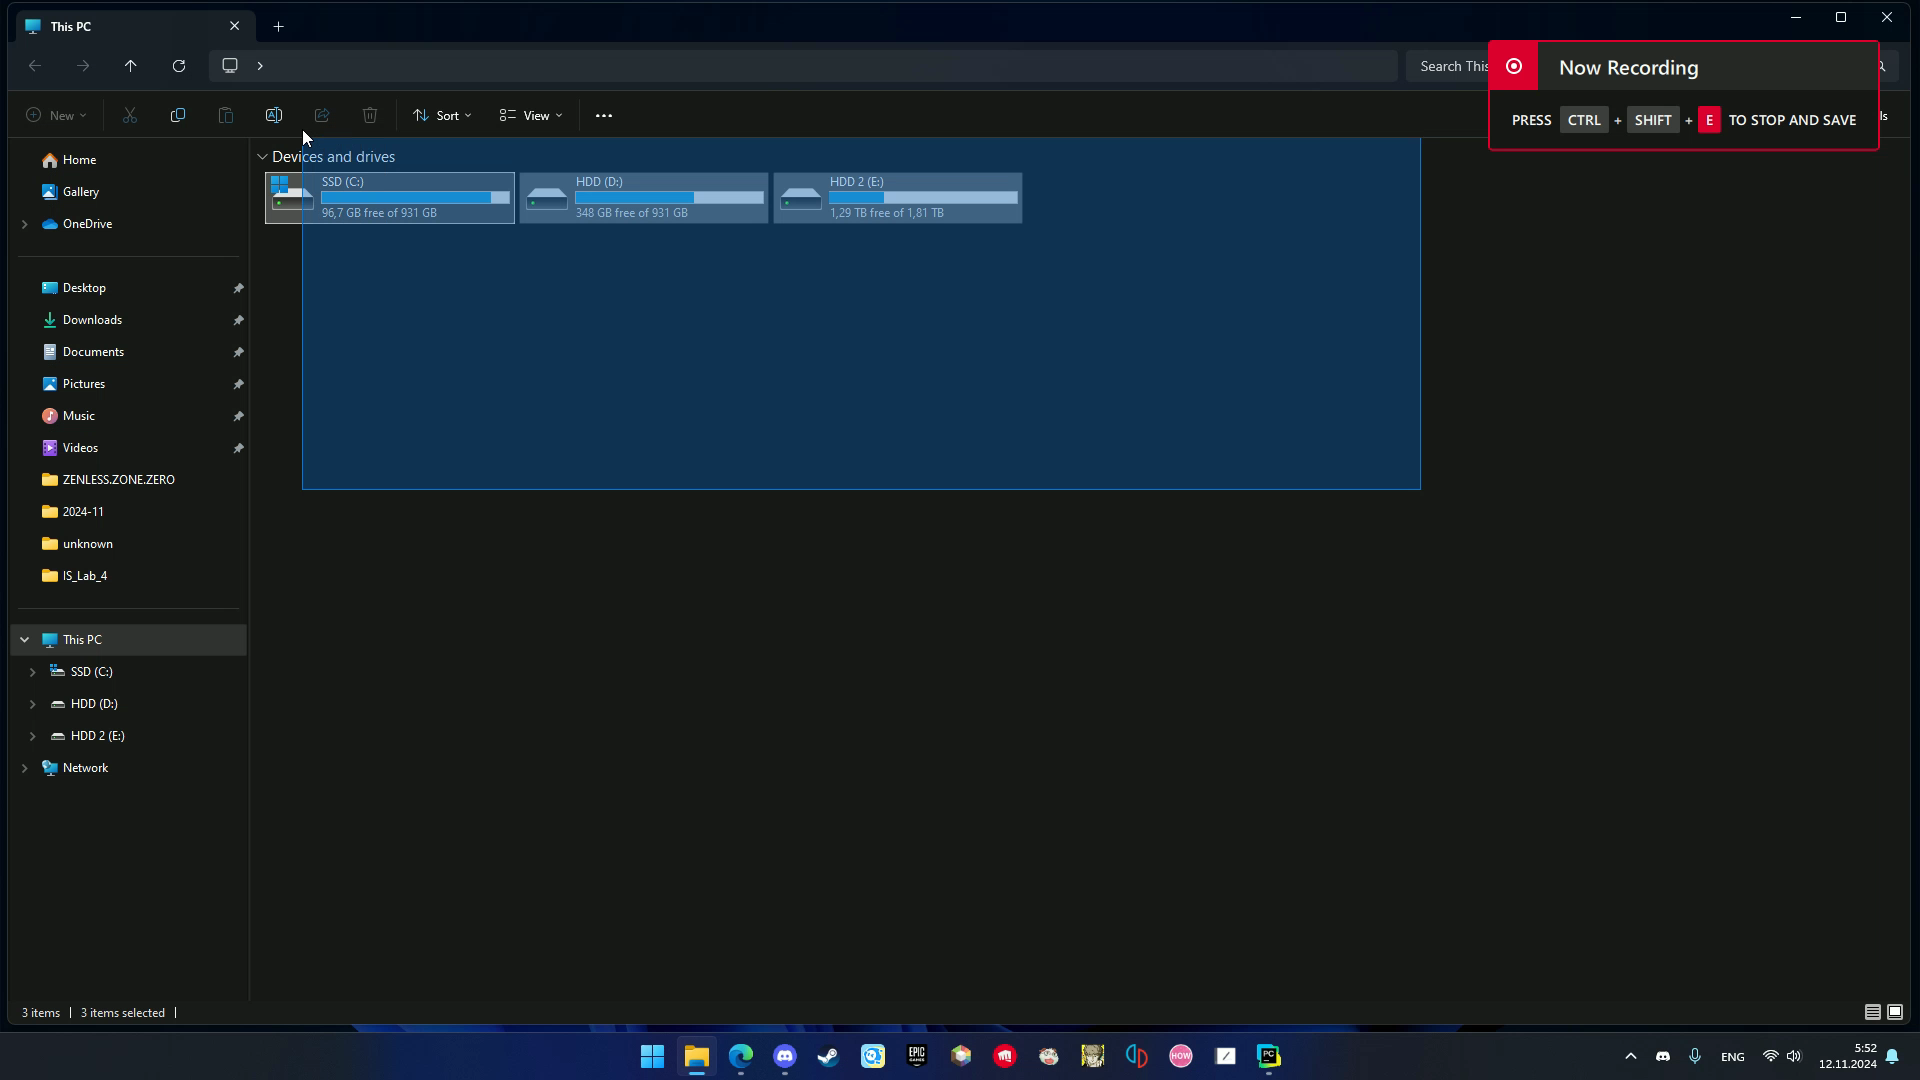 This PC
Search This
Now Recording
PRESS CTRL + SHIFT + E TO STOP AND SAVE
New
Sort
View
ls
Home
Gallery
OneDrive
Desktop
Downloads
Documents
Pictures
Music
Videos
ZENLESS.ZONE.ZERO
2024-11
unknown
IS_Lab_4
This PC
SSD (C:)
HDD (D:)
HDD 2 (E:)
Network
Devices and drives
SSD (C:)
96,7 GB free of 931 GB
HDD (D:)
348 GB free of 931 GB
HDD 2 (E:)
1,29 TB free of 1,81 TB
3 items
3 items selected
EPIC
GAMES
HOW
PC
ENG
5:52
12.11.2024